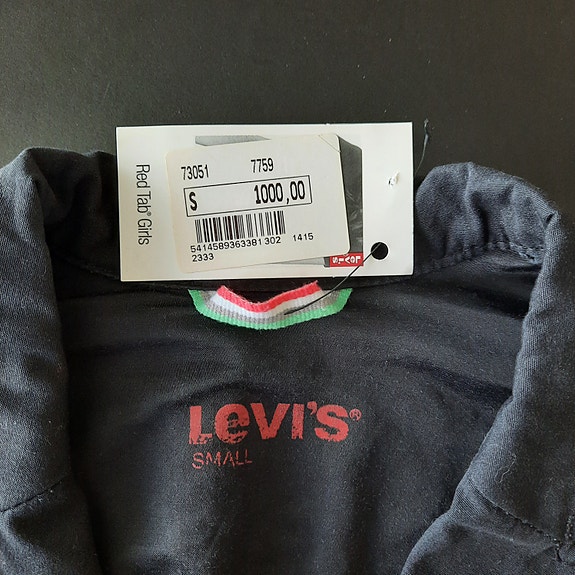 Red Tab® Girls
73051 7759
S 1000,00
5414589363381 302 1415
2333
LEVI'S
LEVI'S®
SMALL